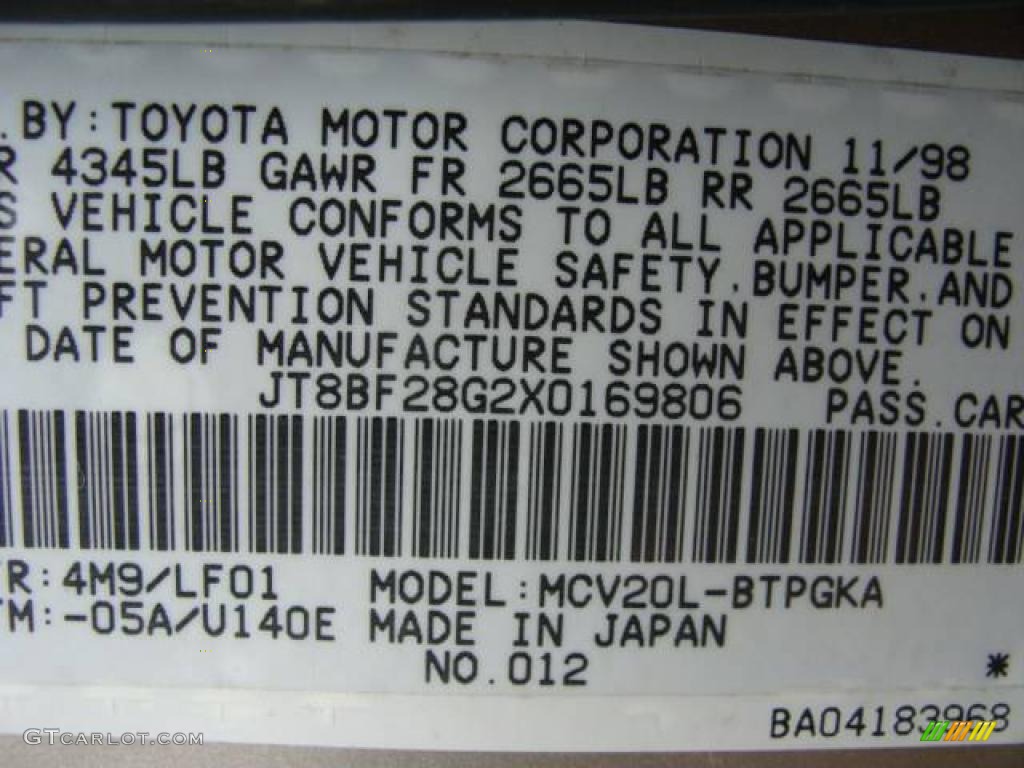 . BY: TOYOTA MOTOR CORPORATION 11/98
R 4345LB GAWR FR 2665LB RR 2665LB
S VEHICLE CONFORMS TO ALL APPLICABLE
ERAL MOTOR VEHICLE SAFETY.BUMPER.AND
FT PREVENTION STANDARDS IN EFFECT ON
DATE OF MANUFACTURE SHOWN ABOVE.
JT8BF28G2X0169806 PASS.CAR
R:4M9/LF01 MODEL:MCV20L-BTPGKA
M:-05A/U140E MADE IN JAPAN
NO.012 *
BA04183968
GTCARLOT.COM